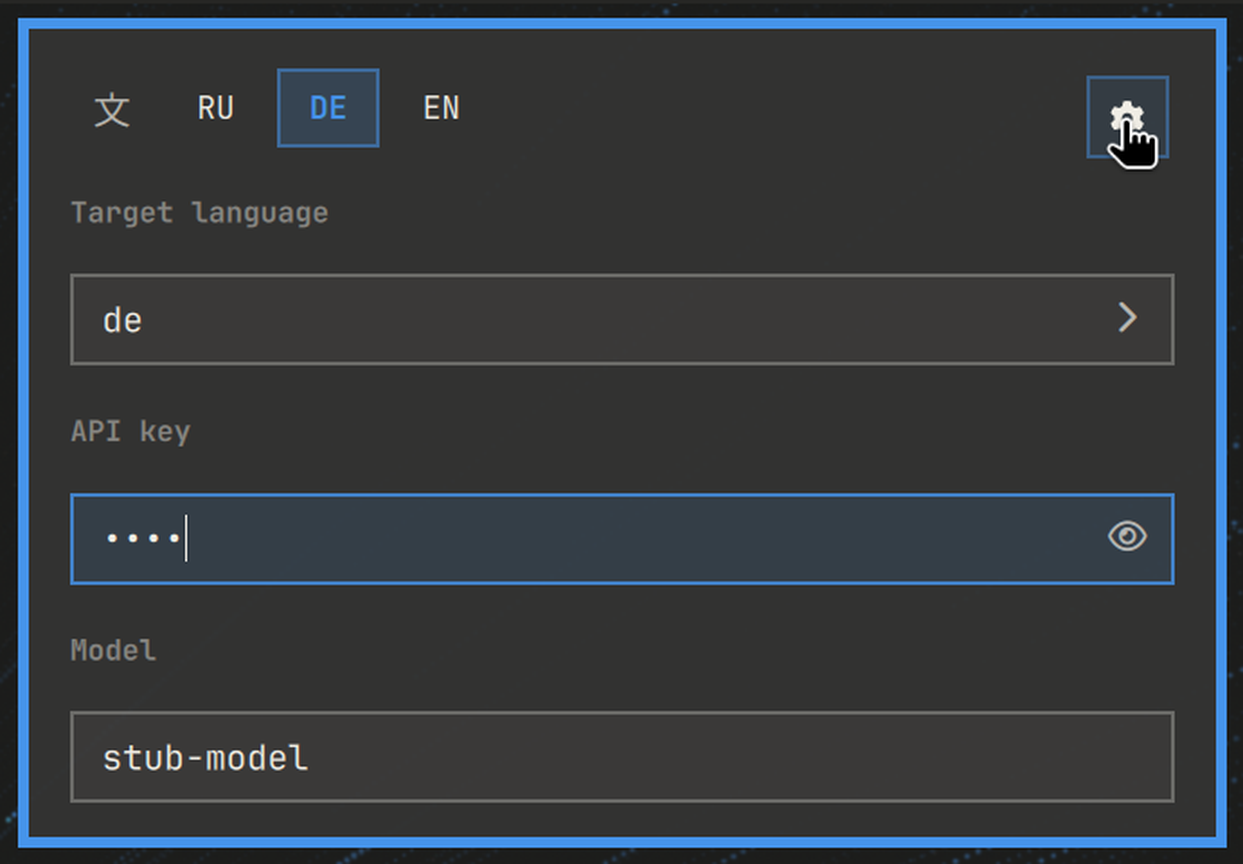 文 RU DE EN
Target language
de
API key
••••
Model
stub-model